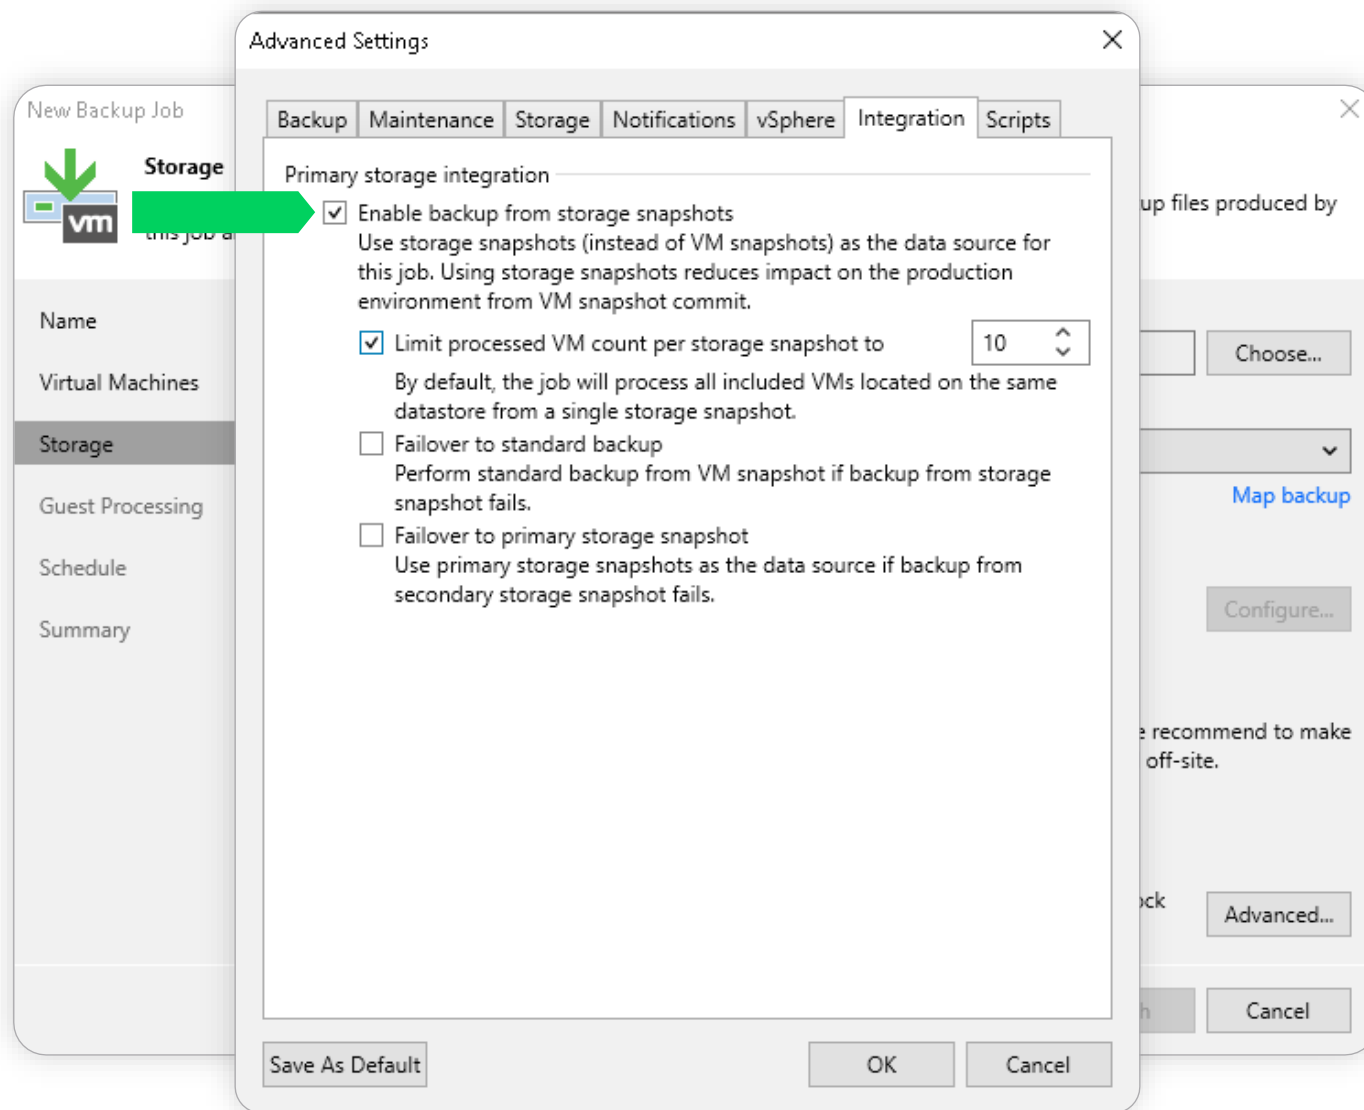 Advanced Settings
New Backup Job
Backup Maintenance Storage Notifications vSphere Integration Scripts
Storage
Primary storage integration
vm
Enable backup from storage snapshots
up files produced by
this job a
Use storage snapshots (instead of VM snapshots) as the data source for
this job. Using storage snapshots reduces impact on the production
environment from VM snapshot commit.
Name
Limit processed VM count per storage snapshot to 10
Choose...
Virtual Machines
By default, the job will process all included VMs located on the same
datastore from a single storage snapshot.
Storage
Failover to standard backup
Perform standard backup from VM snapshot if backup from storage
snapshot fails.
Map backup
Guest Processing
Failover to primary storage snapshot
Use primary storage snapshots as the data source if backup from
secondary storage snapshot fails.
Schedule
Configure...
Summary
recommend to make
off-site.
Advanced...
Cancel
Save As Default OK Cancel